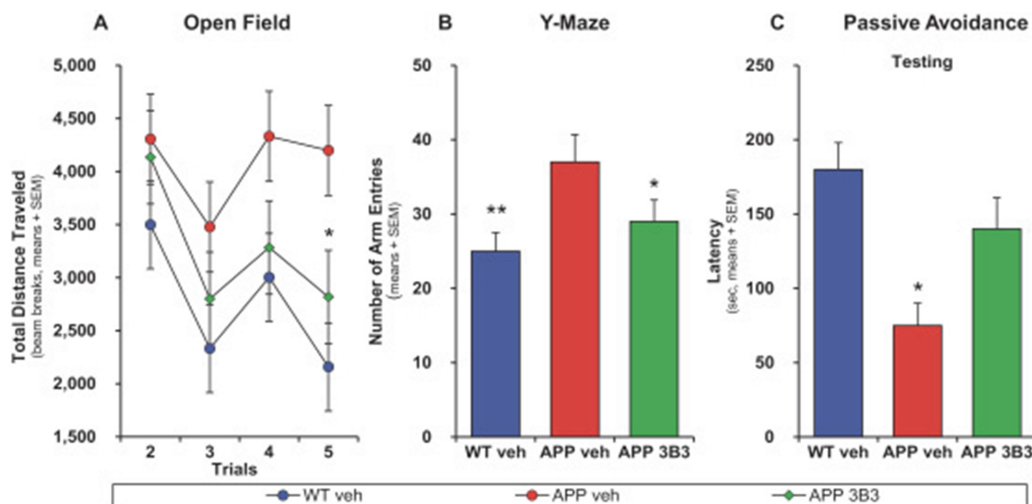 A Open Field
Total Distance Traveled
(beam breaks, means + SEM)
5,000
4,500
4,000
3,500
3,000
2,500
2,000
1,500
*
2 3 4 5
Trials
B Y-Maze
Number of Arm Entries
(means + SEM)
50
40
30
20
10
0
**
*
WT veh APP veh APP 3B3
C Passive Avoidance
Testing
Latency
(sec, means + SEM)
250
200
150
100
50
0
*
WT veh APP veh APP 3B3
WT veh APP veh APP 3B3